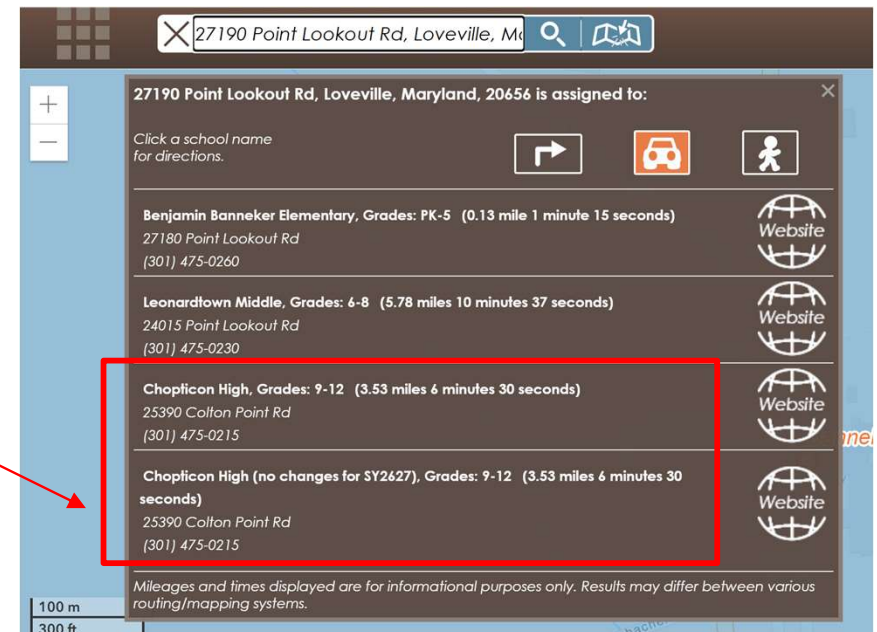 27190 Point Lookout Rd, Loveville, M
27190 Point Lookout Rd, Loveville, Maryland, 20656 is assigned to:
Click a school name
for directions.
Benjamin Banneker Elementary, Grades: PK-5 (0.13 mile 1 minute 15 seconds)
27180 Point Lookout Rd
(301) 475-0260
Website
Leonardtown Middle, Grades: 6-8 (5.78 miles 10 minutes 37 seconds)
24015 Point Lookout Rd
(301) 475-0230
Website
Chopticon High, Grades: 9-12 (3.53 miles 6 minutes 30 seconds)
25390 Colton Point Rd
(301) 475-0215
Website
Chopticon High (no changes for SY2627), Grades: 9-12 (3.53 miles 6 minutes 30
seconds)
25390 Colton Point Rd
(301) 475-0215
Website
Mileages and times displayed are for informational purposes only. Results may differ between various
routing/mapping systems.
100 m
300 ft